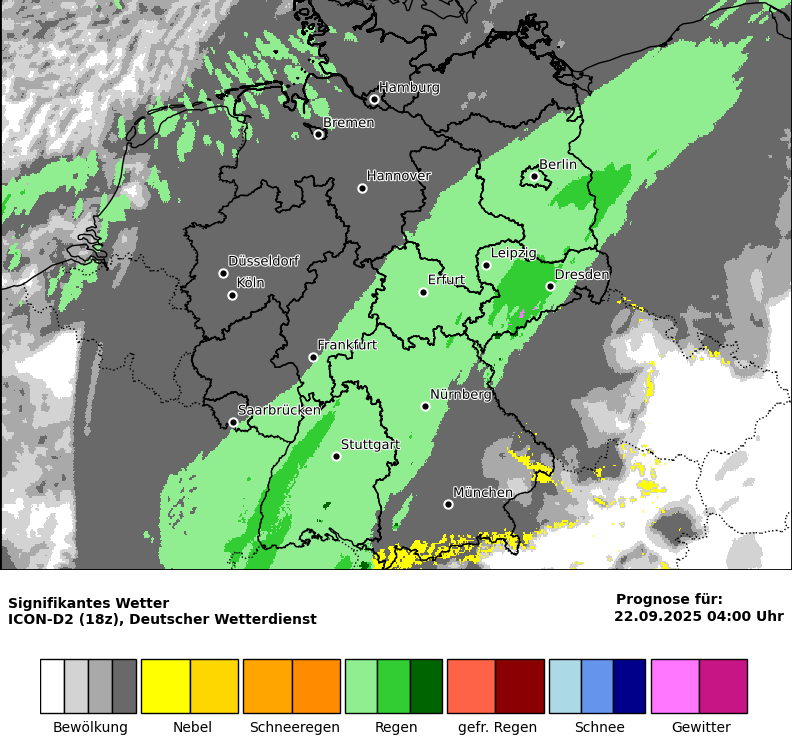 Hamburg
Bremen
Berlin
Hannover
Leipzig
Düsseldorf
Dresden
Köln
Erfurt
Frankfurt
Nürnberg
Saarbrücken
Stuttgart
München
Signifikantes Wetter
ICON-D2 (18z), Deutscher Wetterdienst
Prognose für:
22.09.2025 04:00 Uhr
Bewölkung Nebel Schneeregen Regen gefr. Regen Schnee Gewitter